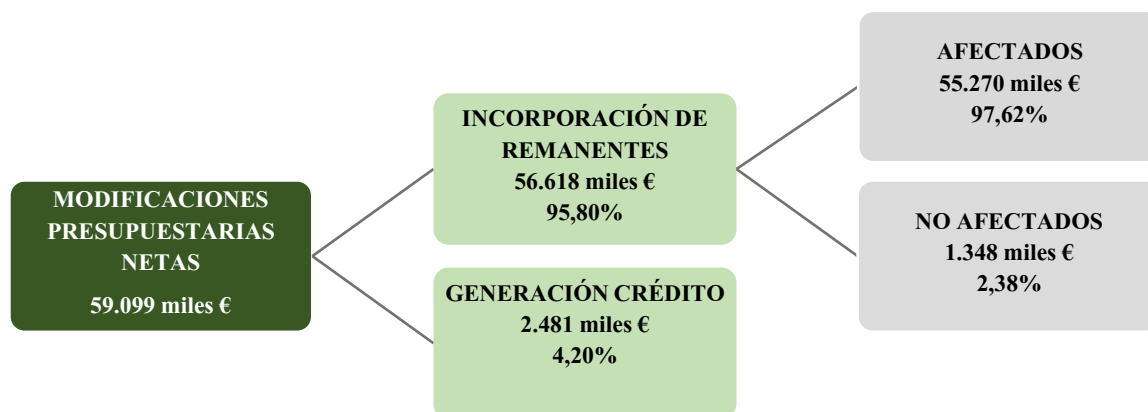 MODIFICACIONES
PRESUPUESTARIAS
NETAS
59.099 miles €
INCORPORACIÓN DE
REMANENTES
56.618 miles €
95,80%
GENERACIÓN CRÉDITO
2.481 miles €
4,20%
AFECTADOS
55.270 miles €
97,62%
NO AFECTADOS
1.348 miles €
2,38%